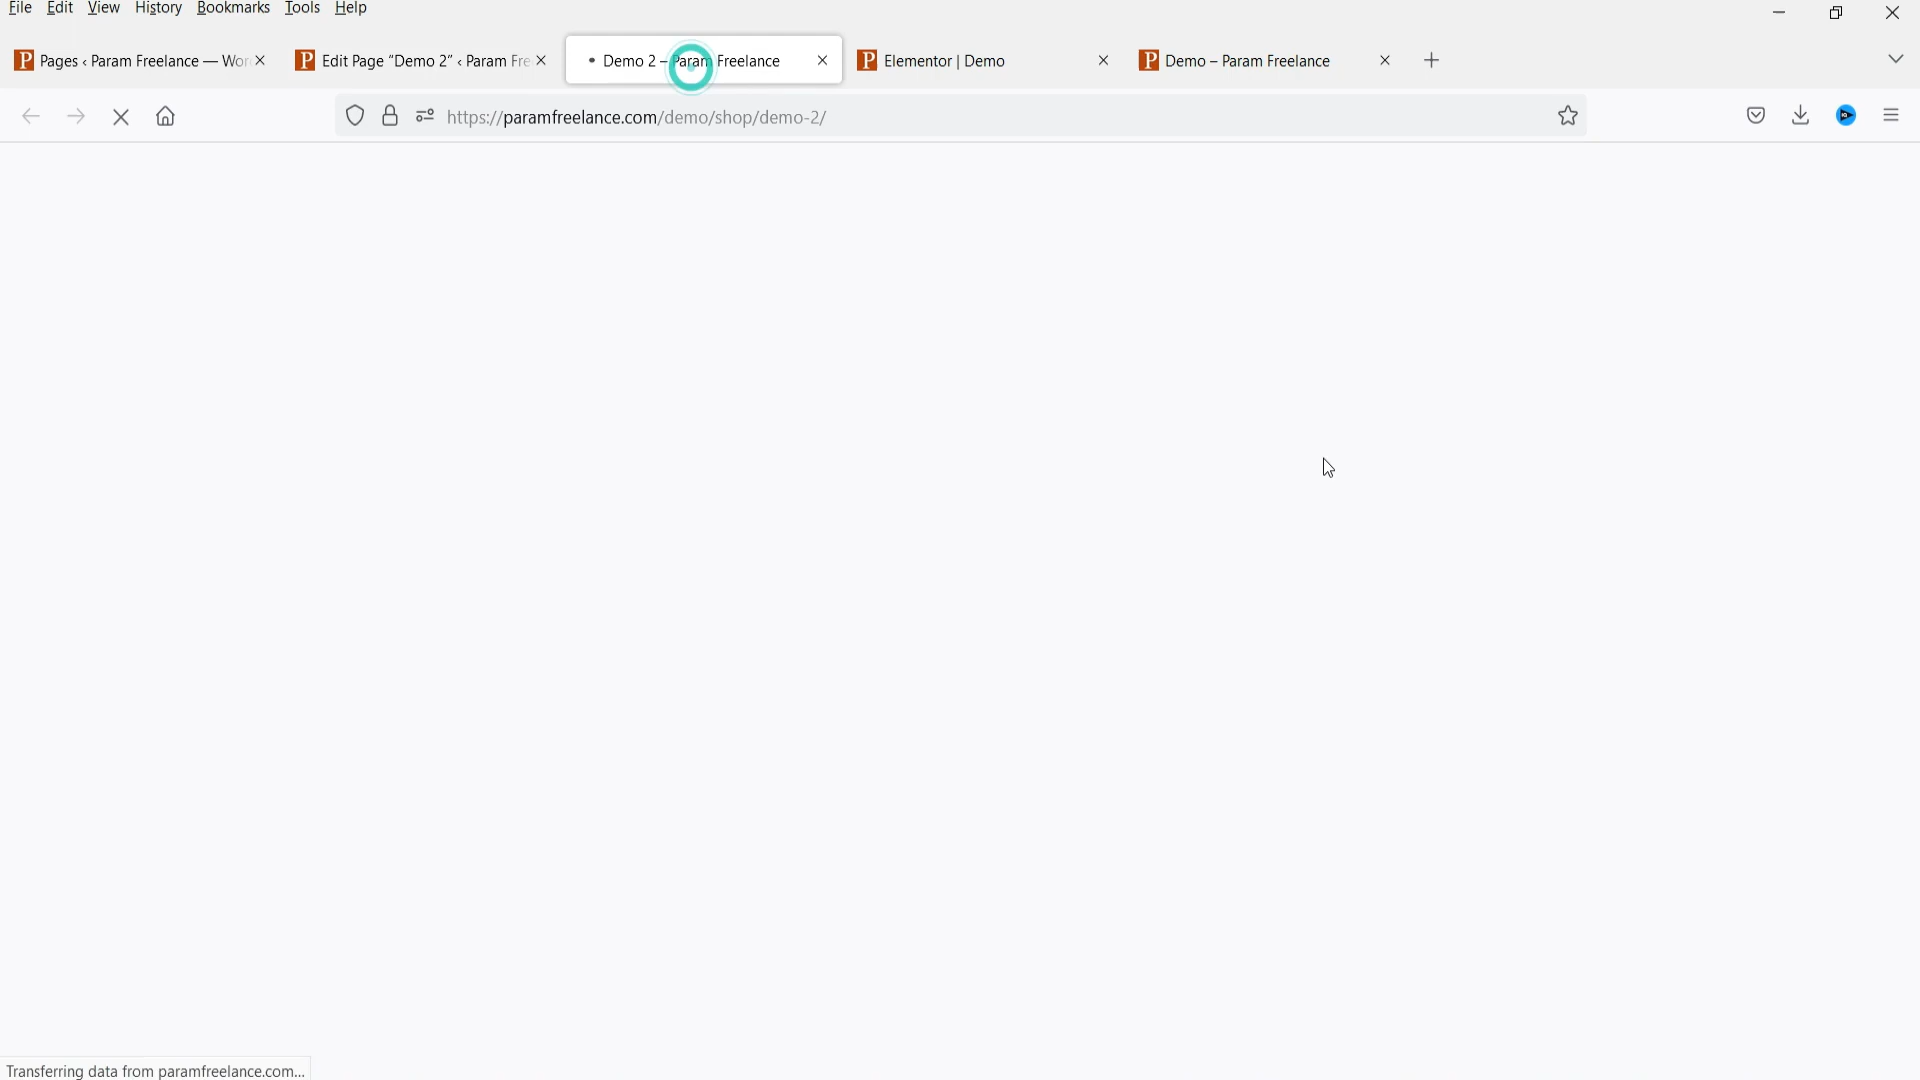 File Edit View History Bookmarks Tools Help
Pages ‹ Param Freelance — Wor
Edit Page “Demo 2” ‹ Param Fre
Demo 2 – Param Freelance
Elementor | Demo
Demo – Param Freelance
https://paramfreelance.com/demo/shop/demo-2/
Transferring data from paramfreelance.com...